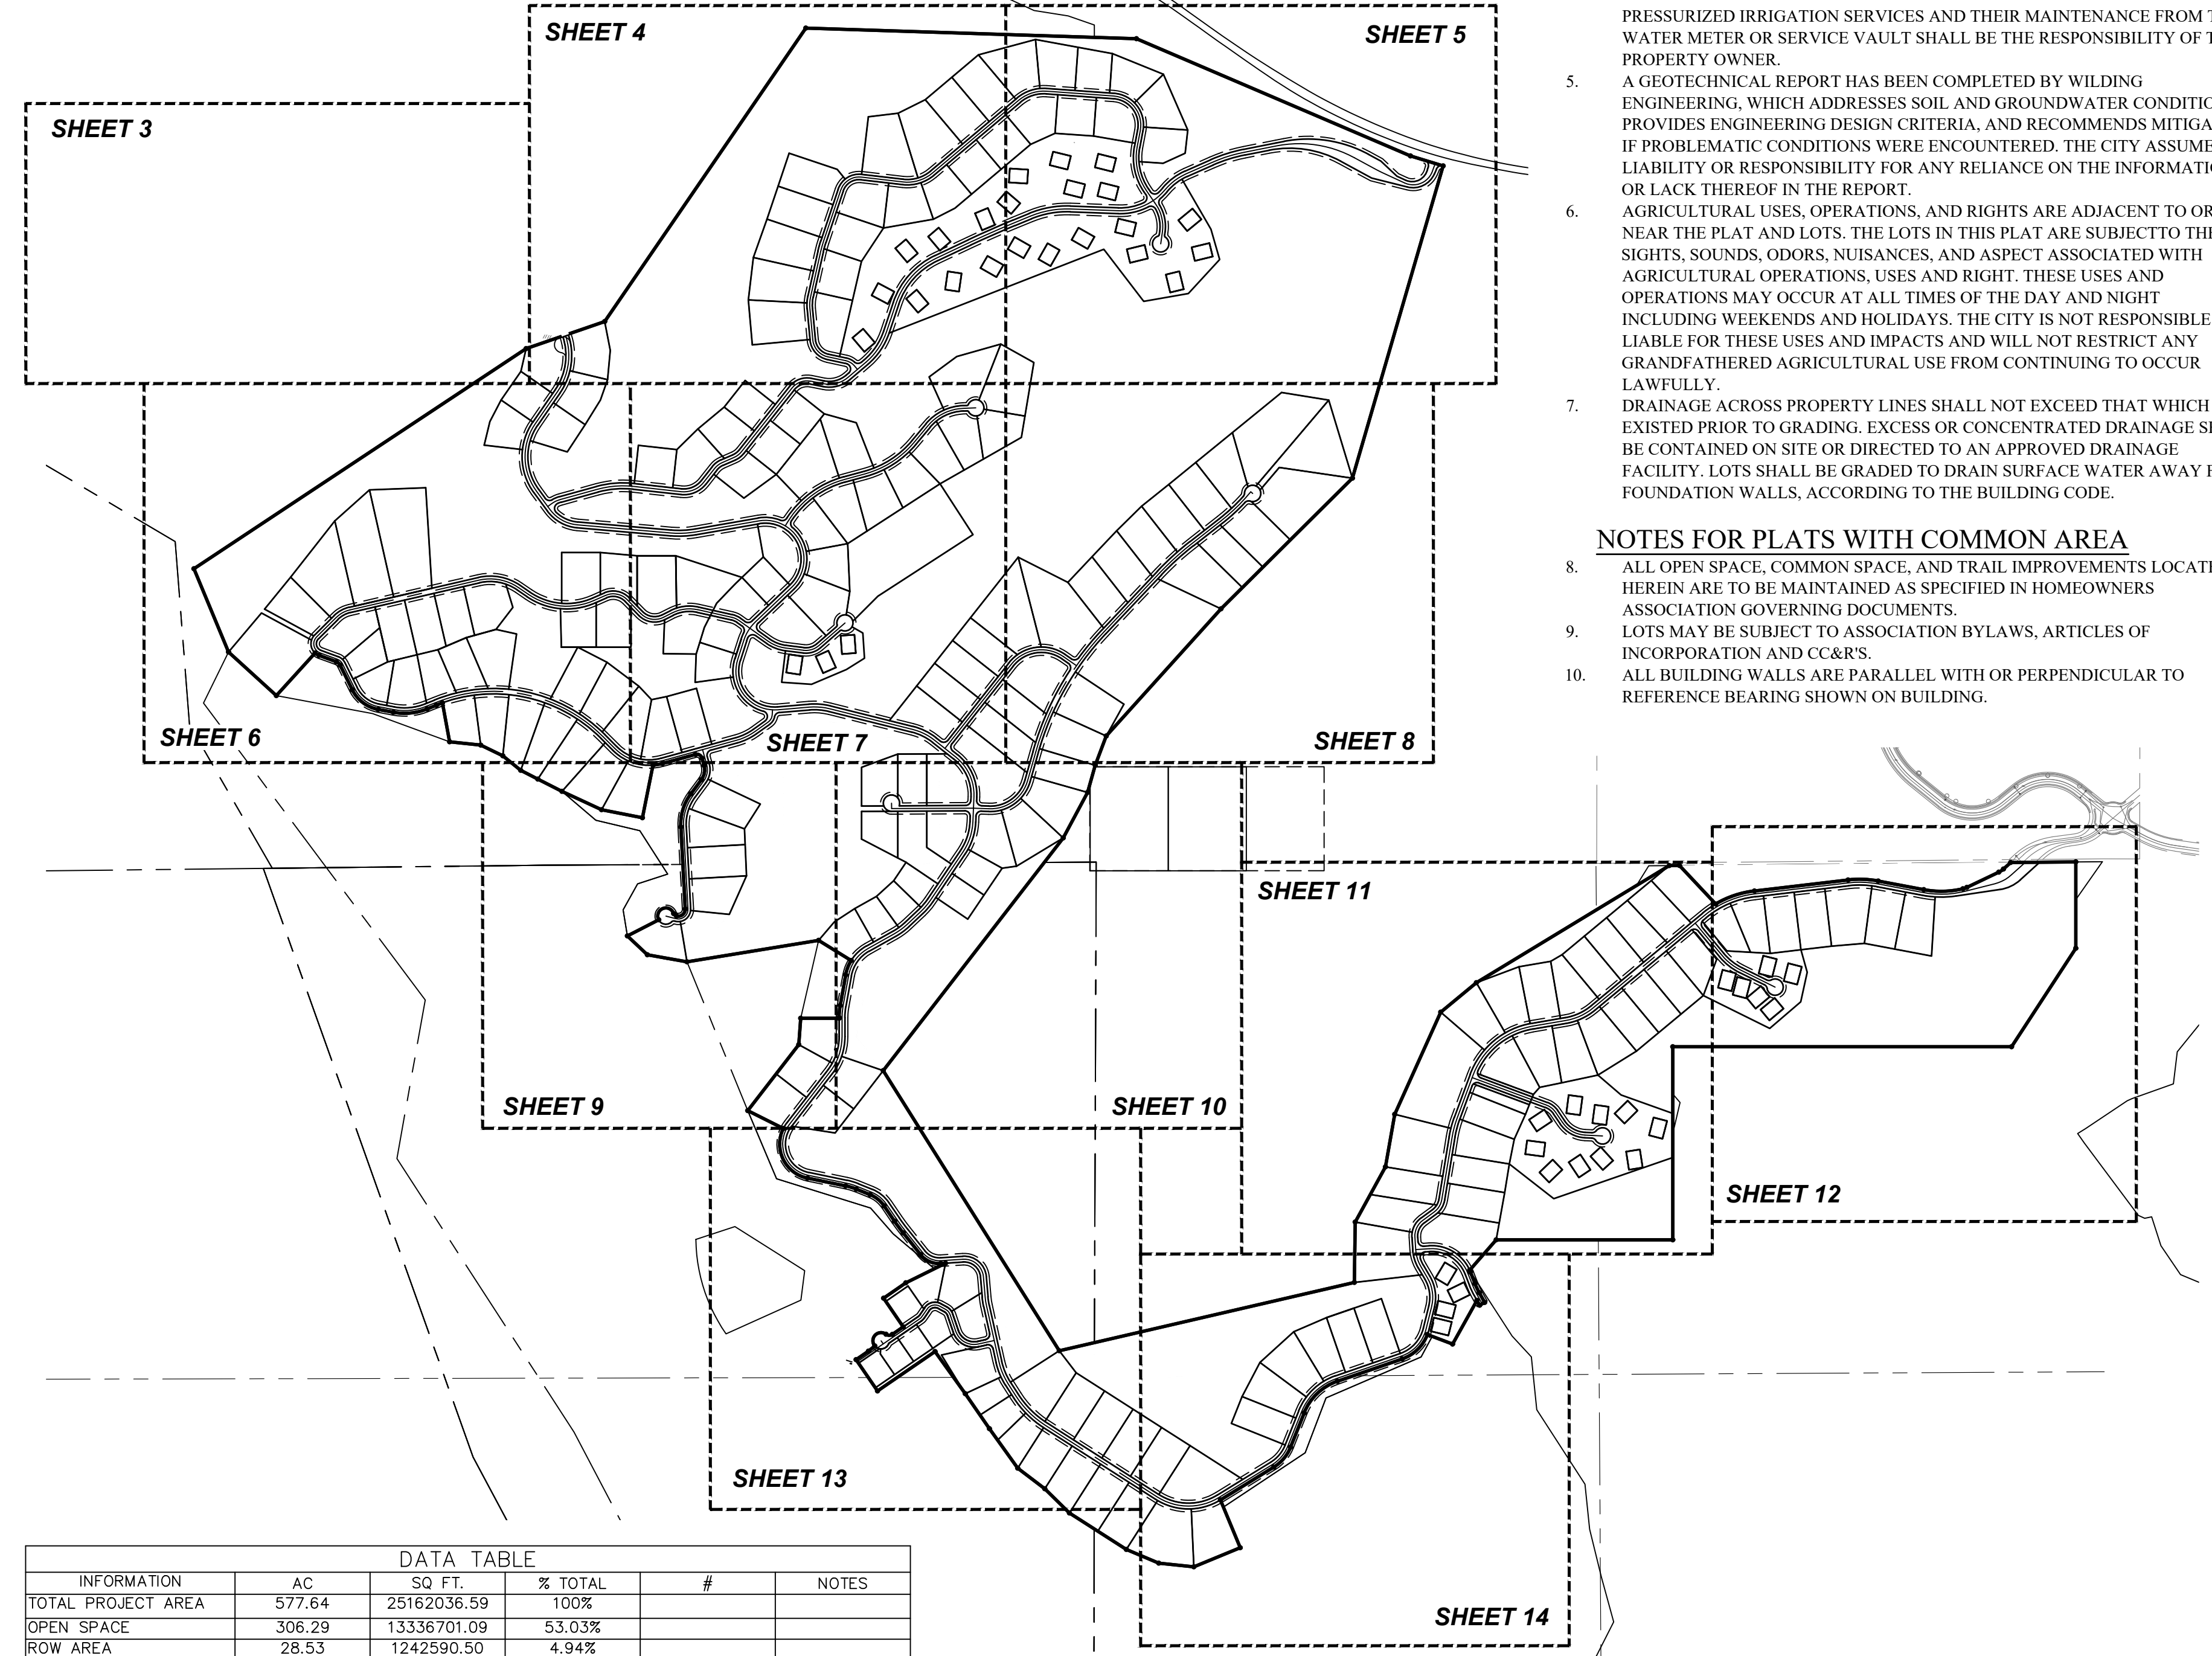 SHEET 4
SHEET 5
SHEET 3
SHEET 6
SHEET 7
SHEET 8
SHEET 9
SHEET 10
SHEET 11
SHEET 12
SHEET 13
SHEET 14
PRESSURIZED IRRIGATION SERVICES AND THEIR MAINTENANCE FROM
WATER METER OR SERVICE VAULT SHALL BE THE RESPONSIBILITY OF
PROPERTY OWNER.
5. A GEOTECHNICAL REPORT HAS BEEN COMPLETED BY WILDING
ENGINEERING, WHICH ADDRESSES SOIL AND GROUNDWATER
PROVIDES ENGINEERING DESIGN CRITERIA, AND RECOMMENDS
IF PROBLEMATIC CONDITIONS WERE ENCOUNTERED. THE CITY
LIABILITY OR RESPONSIBILITY FOR ANY RELIANCE ON THE
OR LACK THEREOF IN THE REPORT.
6. AGRICULTURAL USES, OPERATIONS, AND RIGHTS ARE ADJACENT TO OR
NEAR THE PLAT AND LOTS. THE LOTS IN THIS PLAT ARE SUBJECTTO
SIGHTS, SOUNDS, ODORS, NUISANCES, AND ASPECT ASSOCIATED WITH
AGRICULTURAL OPERATIONS, USES AND RIGHT. THESE USES AND
OPERATIONS MAY OCCUR AT ALL TIMES OF THE DAY AND NIGHT
INCLUDING WEEKENDS AND HOLIDAYS. THE CITY IS NOT RESPONSIBLE
LIABLE FOR THESE USES AND IMPACTS AND WILL NOT RESTRICT ANY
GRANDFATHERED AGRICULTURAL USE FROM CONTINUING TO OCCUR
LAWFULLY.
7. DRAINAGE ACROSS PROPERTY LINES SHALL NOT EXCEED THAT WHICH
EXISTED PRIOR TO GRADING. EXCESS OR CONCENTRATED DRAINAGE
BE CONTAINED ON SITE OR DIRECTED TO AN APPROVED DRAINAGE
FACILITY. LOTS SHALL BE GRADED TO DRAIN SURFACE WATER AWAY
FOUNDATION WALLS, ACCORDING TO THE BUILDING CODE.
NOTES FOR PLATS WITH COMMON AREA
8. ALL OPEN SPACE, COMMON SPACE, AND TRAIL IMPROVEMENTS
HEREIN ARE TO BE MAINTAINED AS SPECIFIED IN HOMEOWNERS
ASSOCIATION GOVERNING DOCUMENTS.
9. LOTS MAY BE SUBJECT TO ASSOCIATION BYLAWS, ARTICLES OF
INCORPORATION AND CC&R'S.
10. ALL BUILDING WALLS ARE PARALLEL WITH OR PERPENDICULAR TO
REFERENCE BEARING SHOWN ON BUILDING.
DATA TABLE
INFORMATION AC SQ FT. % TOTAL # NOTES
TOTAL PROJECT AREA 577.64 25162036.59 100%
OPEN SPACE 306.29 13336701.09 53.03%
ROW AREA 28.53 1242590.50 4.94%